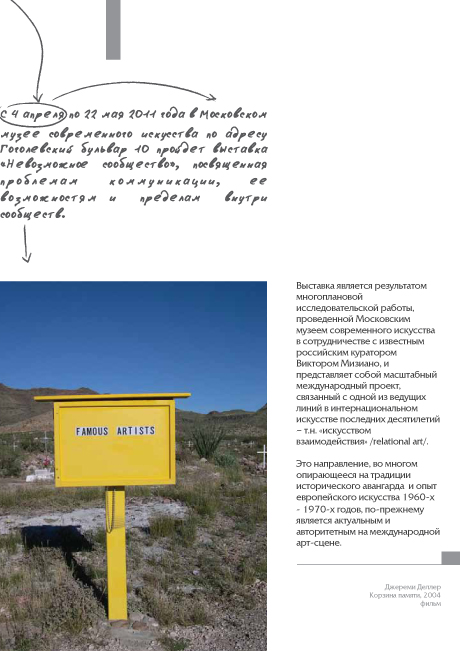 С 4 апреля по 22 мая 2011 года в Московском
музее современного искусства по адресу
Гоголевский бульвар 10 пройдет выставка
«Невозможное сообщество», посвященная
проблемам коммуникации, ее
возможностям и пределам внутри
сообществ.
FAMOUS ARTISTS
Выставка является результатом
многоплановой
исследовательской работы,
проведенной Московским
музеем современного искусства
в сотрудничестве с известным
российским куратором
Виктором Мизиано, и
представляет собой масштабный
международный проект,
связанный с одной из ведущих
линий в интернациональном
искусстве последних десятилетий
– т.н. «искусством
взаимодействия» /relational art/.
Это направление, во многом
опирающееся на традиции
исторического авангарда и опыт
европейского искусства 1960-х
- 1970-х годов, по-прежнему
является актуальным и
авторитетным на международной
арт-сцене.
Джереми Деллер
Корзина памяти, 2004
фильм